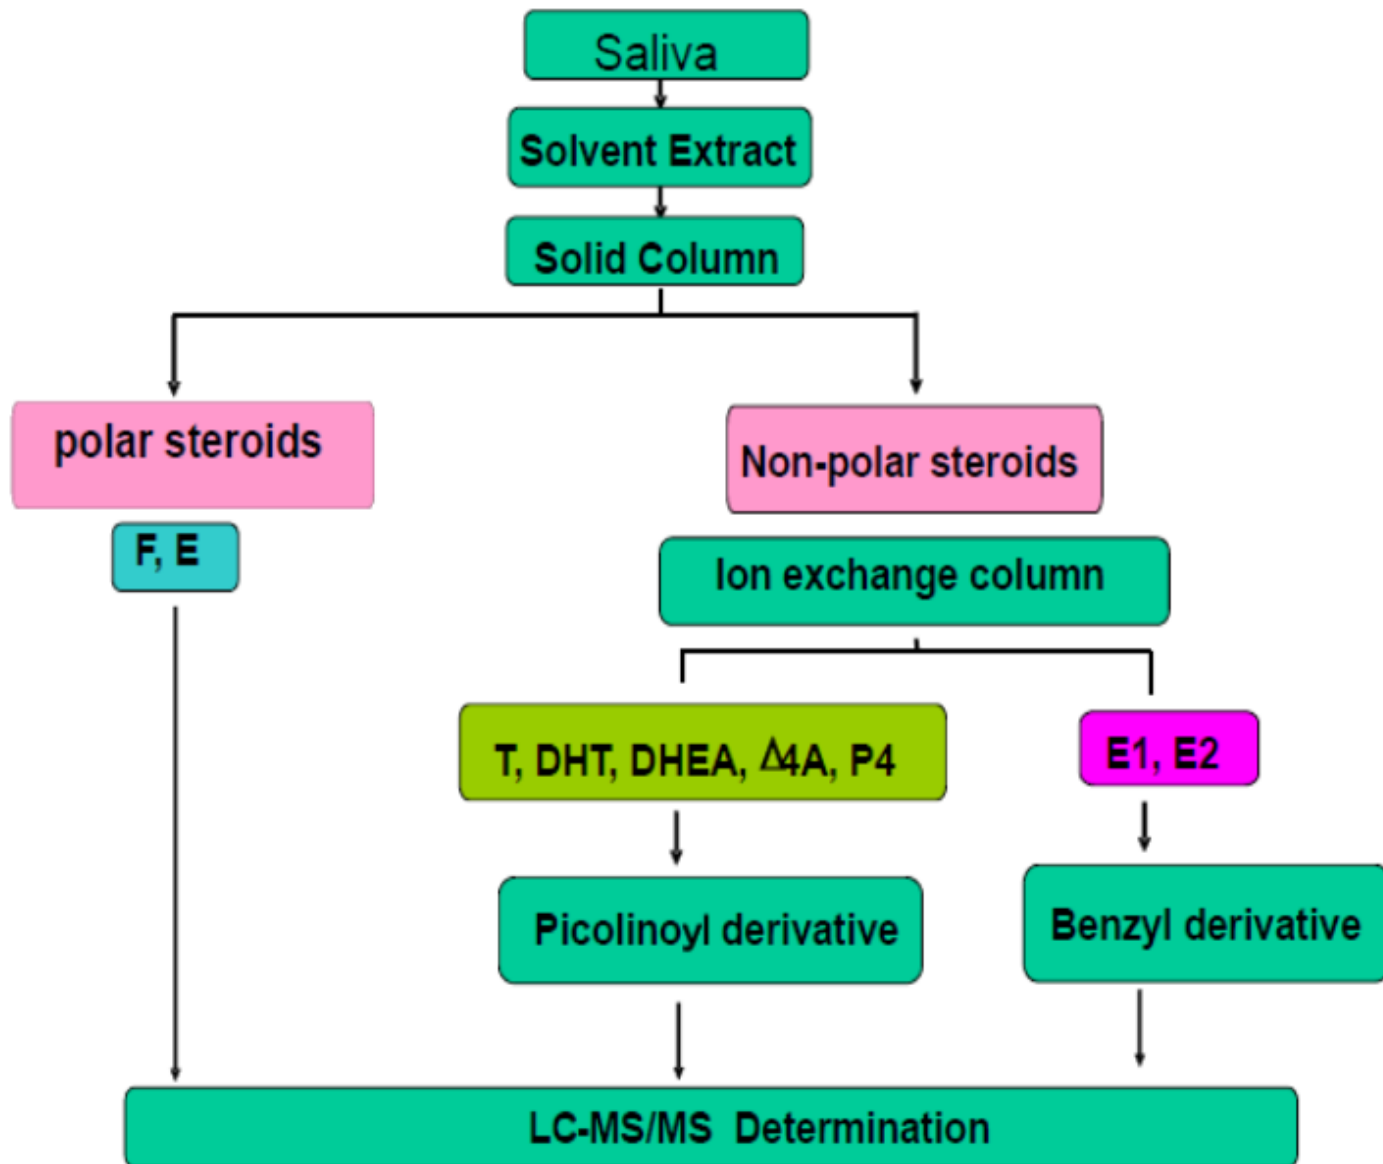 Saliva
Solvent Extract
Solid Column
polar steroids
Non-polar steroids
F, E
Ion exchange column
T, DHT, DHEA, Δ4A, P4
E1, E2
Picolinoyl derivative
Benzyl derivative
LC-MS/MS Determination